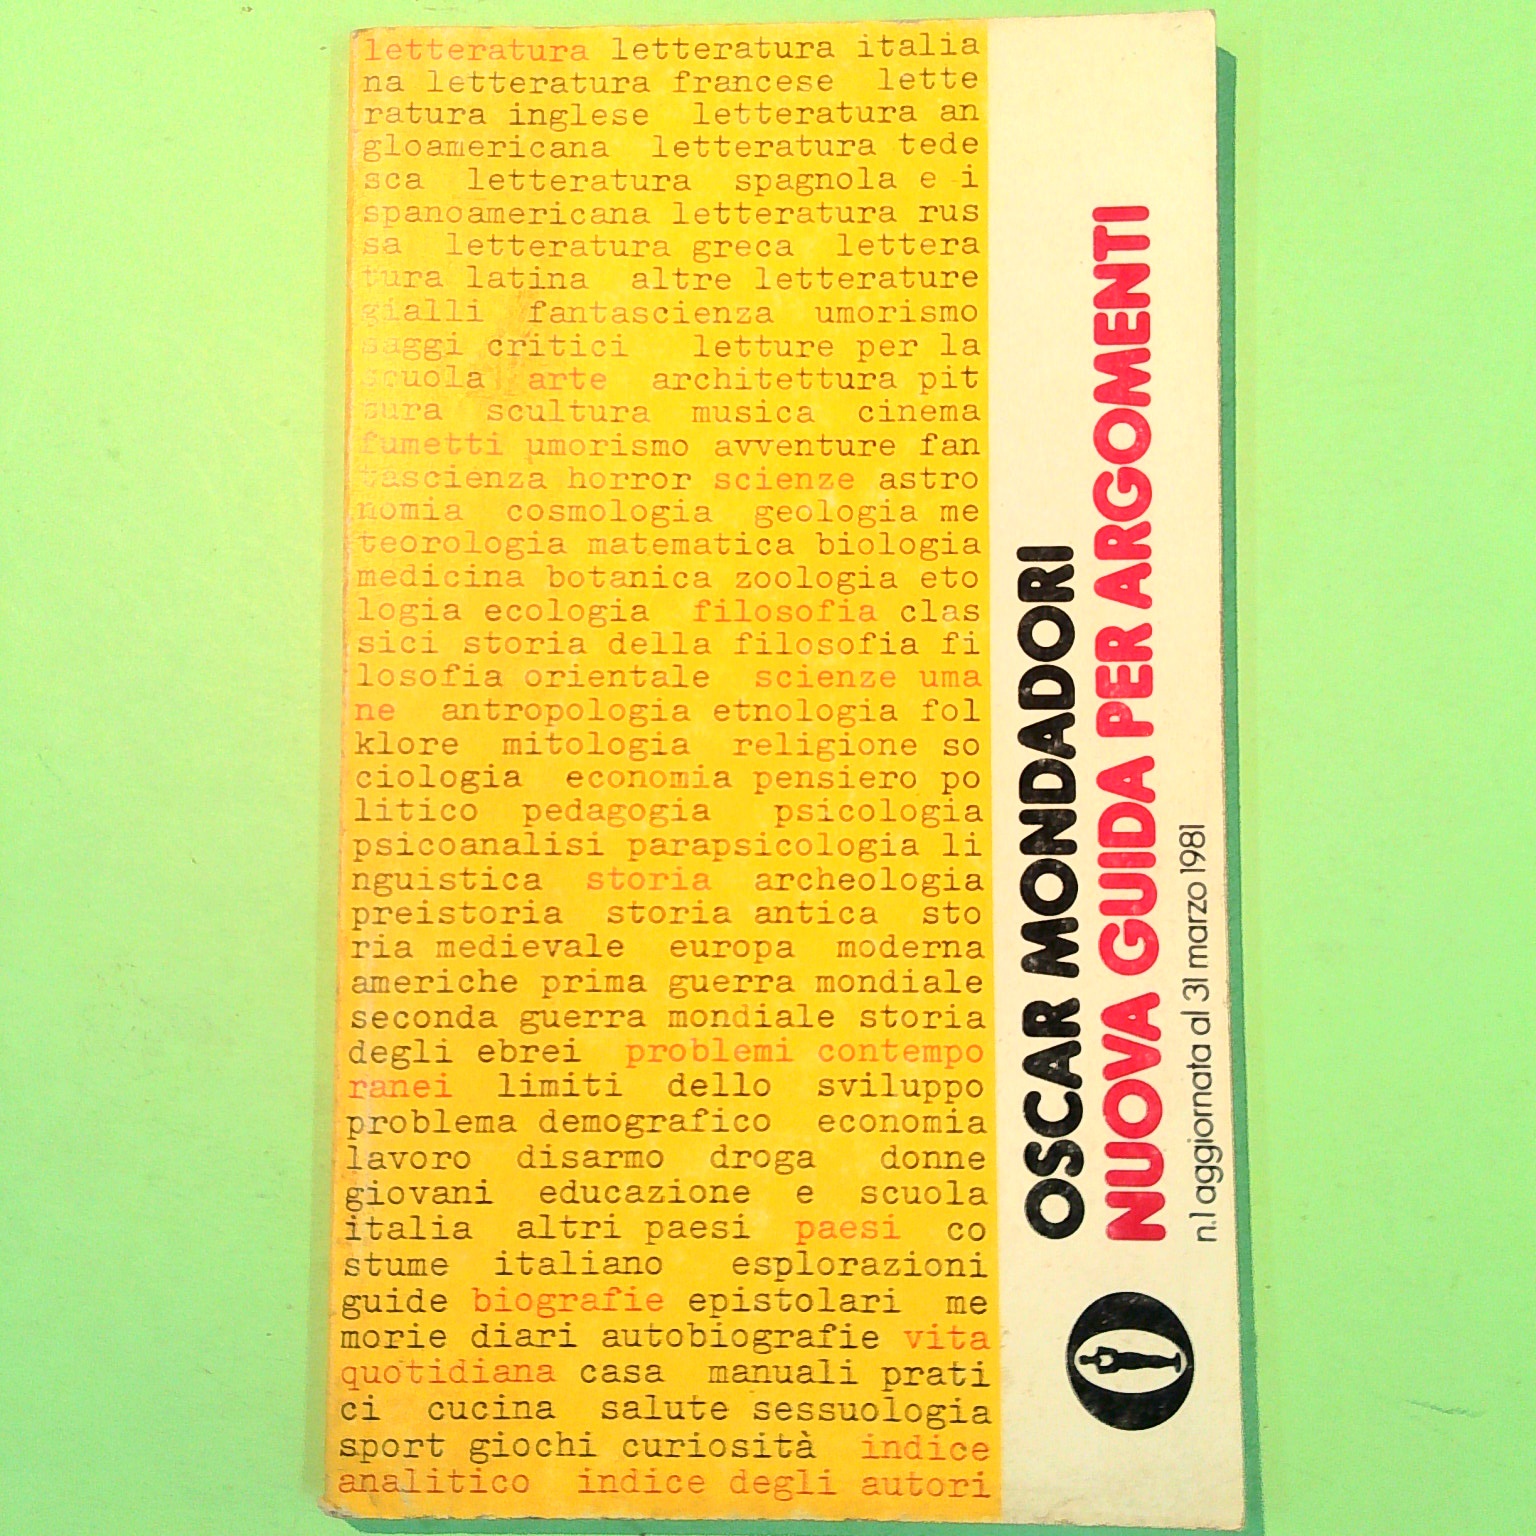 letteratura letteratura italia
na letteratura francese lette
ratura inglese letteratura an
gloamericana letteratura tede
sca letteratura spagnola e i
spanoamericana letteratura rus
sa letteratura greca lettera
tura latina altre letterature
gialli fantascienza umorismo
saggi critici letture per la
scuola arte architettura pit
tura scultura musica cinema
fumetti umorismo avventure fan
tascienza horror scienze astro
nomia cosmologia geologia me
teorologia matematica biologia
medicina botanica zoologia eto
logia ecologia filosofia clas
sici storia della filosofia fi
losofia orientale scienze uma
ne antropologia etnologia fol
klore mitologia religione so
ciologia economia pensiero po
litico pedagogia psicologia
psicoanalisi parapsicologia li
nguistica storia archeologia
preistoria storia antica sto
ria medievale europa moderna
americhe prima guerra mondiale
seconda guerra mondiale storia
degli ebrei problemi contempo
ranei limiti dello sviluppo
problema demografico economia
lavoro disarmo droga donne
giovani educazione e scuola
italia altri paesi paesi co
stume italiano esplorazioni
guide biografie epistolari me
morie diari autobiografie vita
quotidiana casa manuali prati
ci cucina salute sessuologia
sport giochi curiosità indice
analitico indice degli autori
OSCAR MONDADORI
NUOVA GUIDA PER ARGOMENTI
n.1 aggiornata al 31 marzo 1981